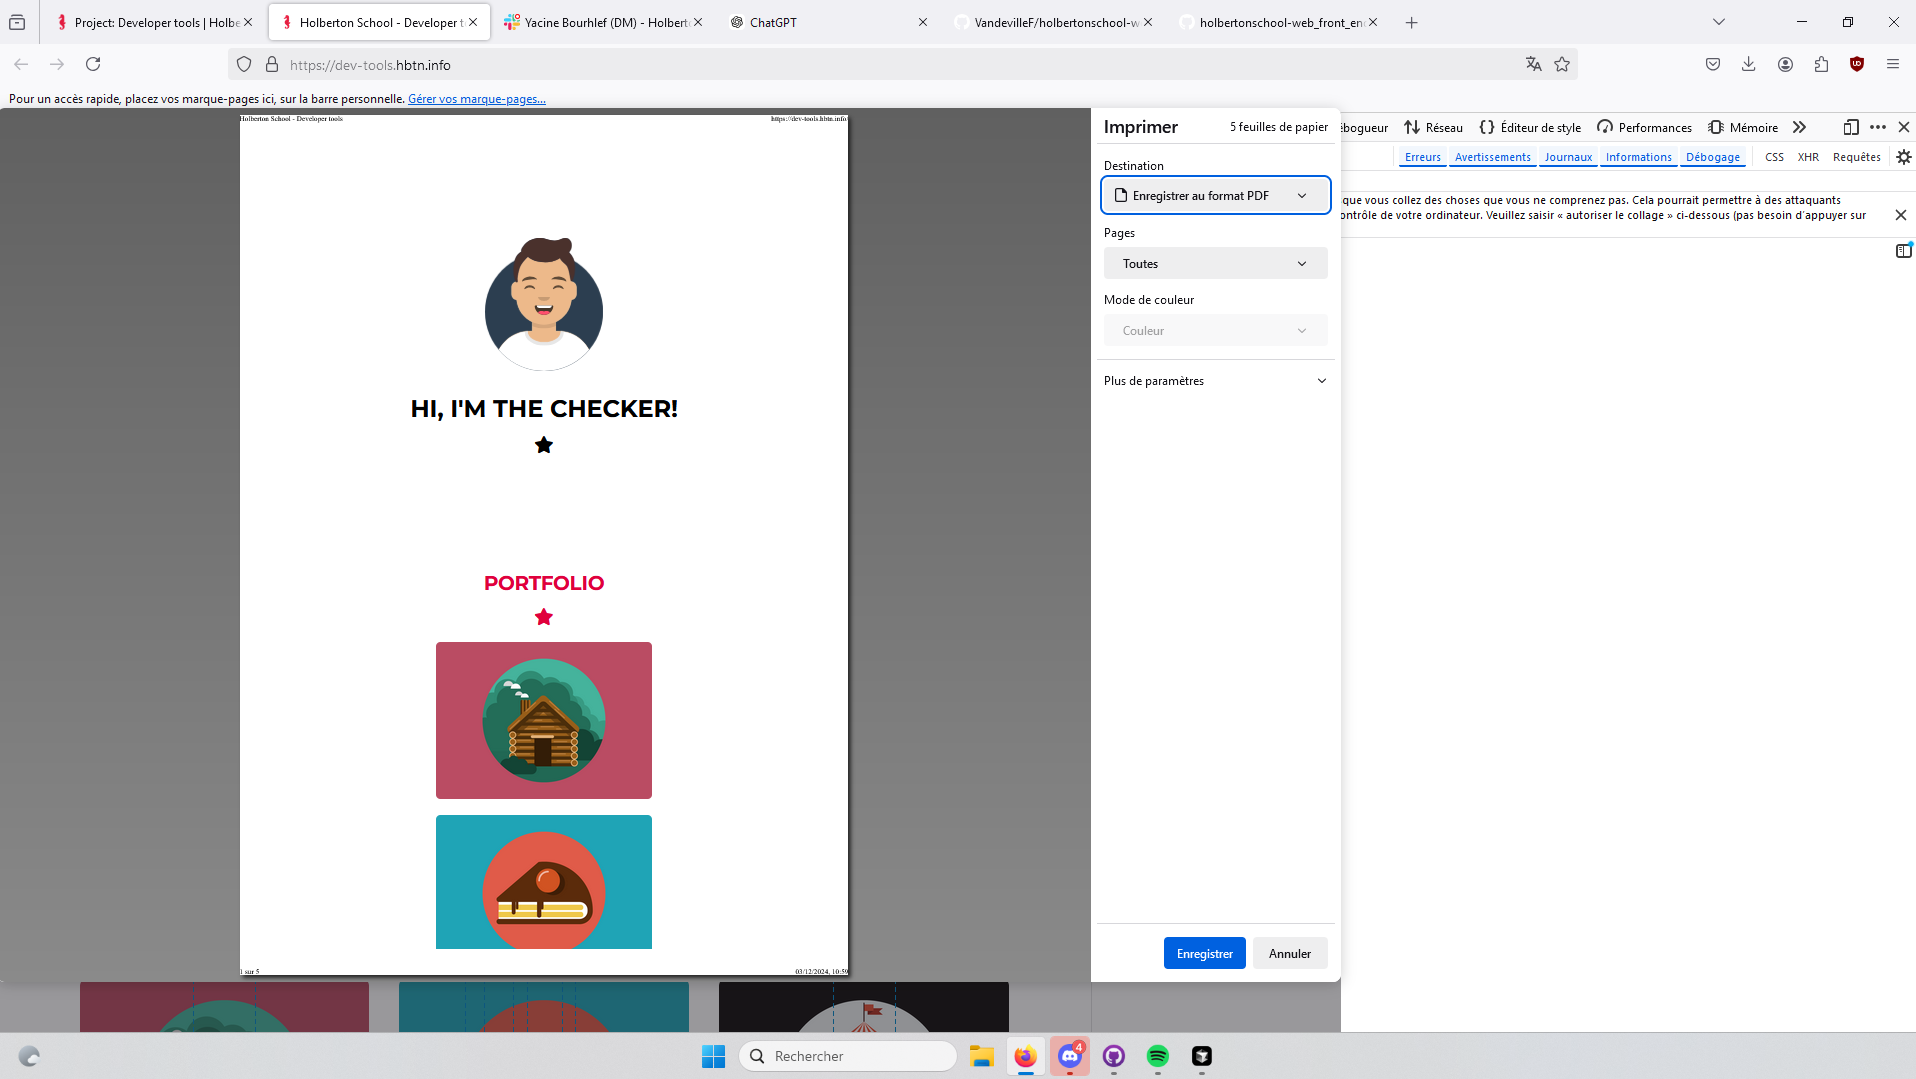 Project: Developer tools | Holbe
Holberton School - Developer t
Yacine Bourhlef (DM) - Holbert
ChatGPT
VandevilleF/holbertonschool-w
holbertonschool-web_front_en
https://dev-tools.hbtn.info
Pour un accès rapide, placez vos marque-pages ici, sur la barre personnelle. Gérer vos marque-pages...
Holberton School - Developer tools
https://dev-tools.hbtn.info/
HI, I'M THE CHECKER!
PORTFOLIO
1 sur 5
03/12/2024, 10:59
Imprimer
5 feuilles de papier
Destination
Enregistrer au format PDF
Pages
Toutes
Mode de couleur
Couleur
Plus de paramètres
Enregistrer
Annuler
ébogueur
Réseau
Éditeur de style
Performances
Mémoire
Erreurs
Avertissements
Journaux
Informations
Débogage
CSS
XHR
Requêtes
que vous collez des choses que vous ne comprenez pas. Cela pourrait permettre à des attaquants
ontrôle de votre ordinateur. Veuillez saisir « autoriser le collage » ci-dessous (pas besoin d'appuyer sur
Rechercher
4